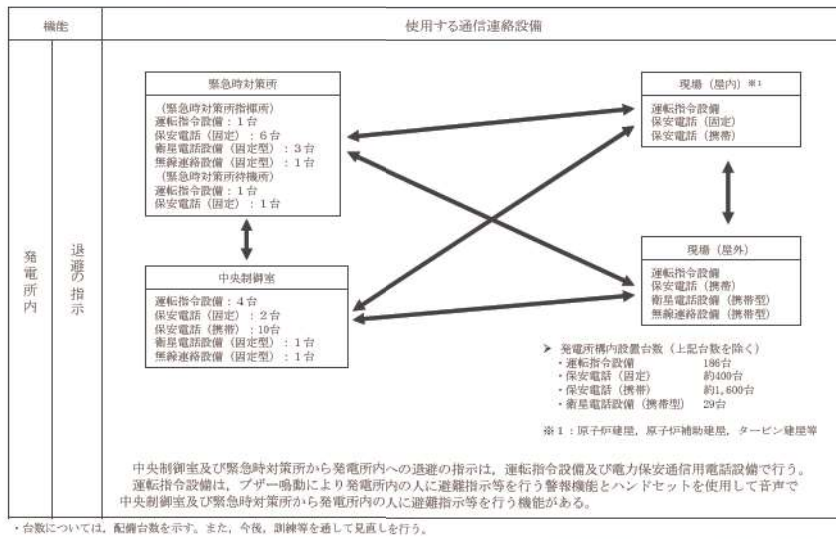 機能
使用する通信連絡設備
発電所内
退避の指示
緊急時対策所
(緊急時対策所指揮所)
運転指令設備：1台
保安電話（固定）：6台
衛星電話設備（固定型）：3台
無線連絡設備（固定型）：1台
(緊急時対策所待機所)
運転指令設備：1台
保安電話（固定）：1台
中央制御室
運転指令設備：4台
保安電話（固定）：2台
保安電話（携帯）：10台
衛星電話設備（固定型）：1台
無線連絡設備（固定型）：1台
現場（屋内）※1
運転指令設備
保安電話（固定）
保安電話（携帯）
現場（屋外）
運転指令設備
保安電話（携帯）
衛星電話設備（携帯型）
無線連絡設備（携帯型）
➤ 発電所構内設置台数（上記台数を除く）
・運転指令設備 186台
・保安電話（固定） 約400台
・保安電話（携帯） 約1,600台
・衛星電話設備（携帯型） 29台
※1：原子炉建屋，原子炉補助建屋，タービン建屋等
中央制御室及び緊急時対策所から発電所内への退避の指示は，運転指令設備及び電力保安通信用電話設備で行う。
運転指令設備は，ブザー鳴動により発電所内の人に避難指示等を行う警報機能とハンドセットを使用して音声で
中央制御室及び緊急時対策所から発電所内の人に避難指示等を行う機能がある。
・台数については，配備台数を示す。また，今後，訓練等を通して見直しを行う。